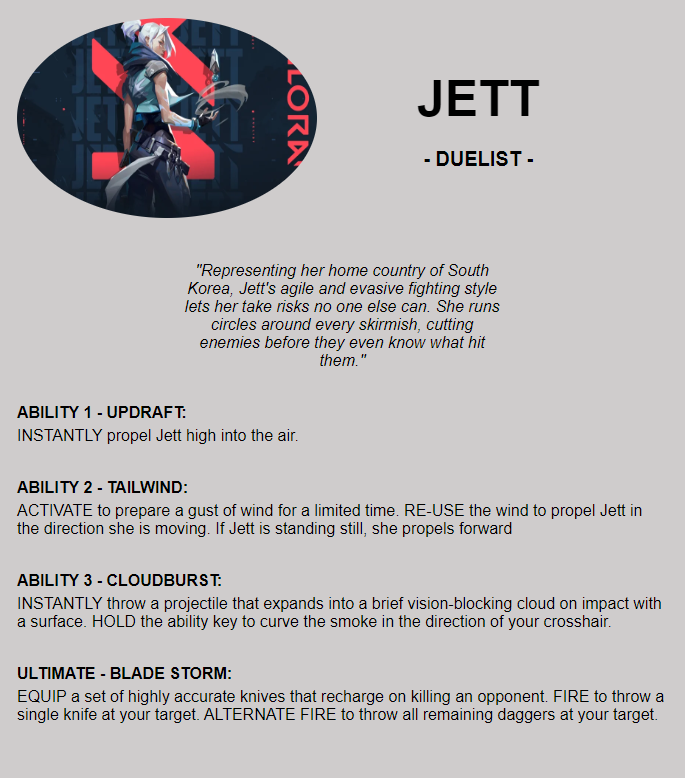 JETT
- DUELIST -
"Representing her home country of South
Korea, Jett's agile and evasive fighting style
lets her take risks no one else can. She runs
circles around every skirmish, cutting
enemies before they even know what hit
them."
ABILITY 1 - UPDRAFT:
INSTANTLY propel Jett high into the air.
ABILITY 2 - TAILWIND:
ACTIVATE to prepare a gust of wind for a limited time. RE-USE the wind to propel Jett in
the direction she is moving. If Jett is standing still, she propels forward
ABILITY 3 - CLOUDBURST:
INSTANTLY throw a projectile that expands into a brief vision-blocking cloud on impact with
a surface. HOLD the ability key to curve the smoke in the direction of your crosshair.
ULTIMATE - BLADE STORM:
EQUIP a set of highly accurate knives that recharge on killing an opponent. FIRE to throw a
single knife at your target. ALTERNATE FIRE to throw all remaining daggers at your target.